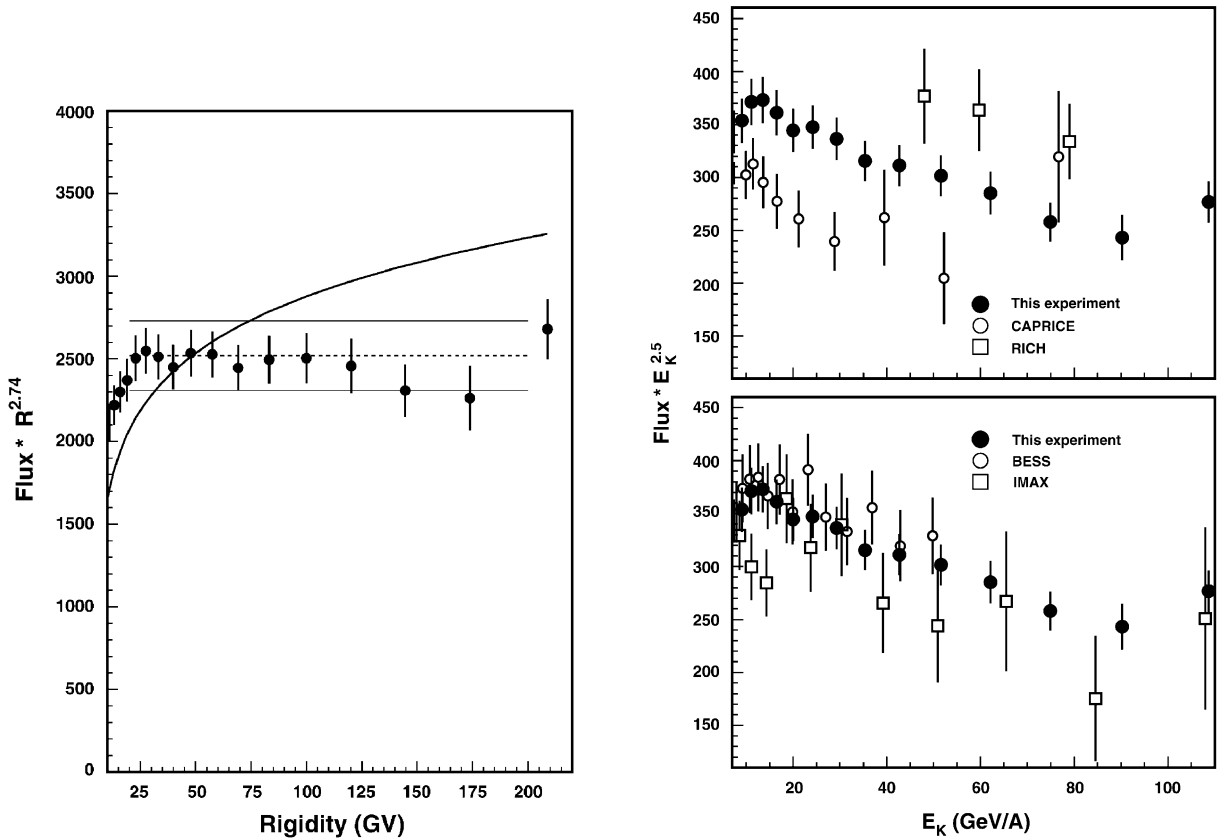 4000
3500
3000
2500
2000
1500
1000
500
0
Flux * R^2.74
25 50 75 100 125 150 175 200
Rigidity (GV)
450
400
350
300
250
200
150
This experiment
CAPRICE
RICH
Flux * E_K^2.5
450
400
350
300
250
200
150
This experiment
BESS
IMAX
20 40 60 80 100
E_K (GeV/A)